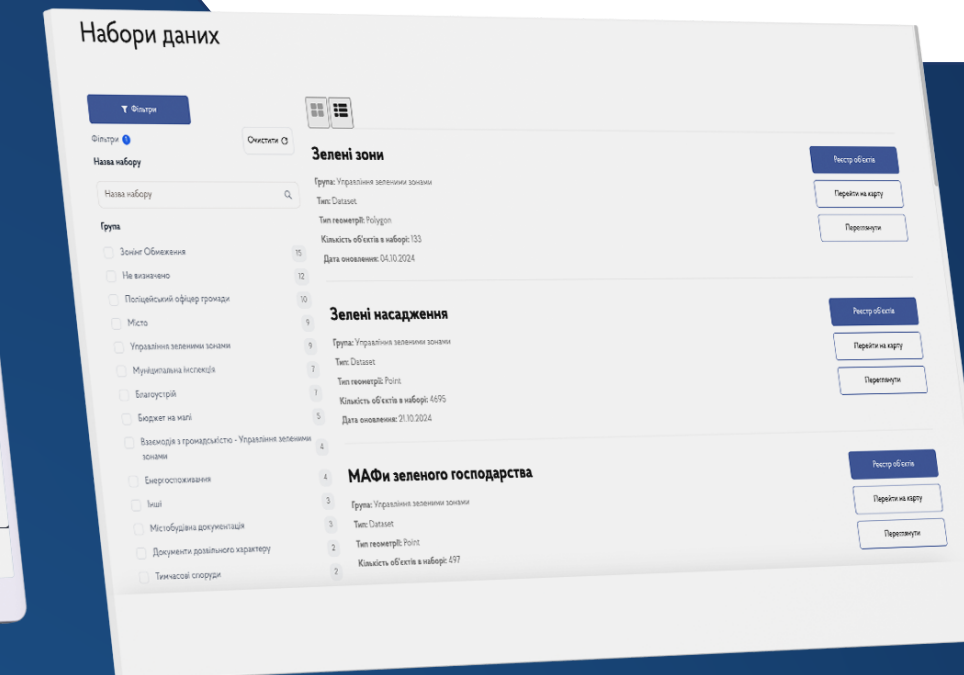 Набори даних
Фільтри
Фільтри 1
Очистити
Назва набору
Назва набору
Група
Зонінг Обмеження 15
Не визначено 12
Поліцейський офіцер громади 10
Місто 9
Управління зеленими зонами 9
Муніципальна інспекція 7
Благоустрій 7
Бюджет на мапі 5
Взаємодія з громадськістю - Управління зеленими
зонами 4
Енергоспоживання 4
Інші 3
Містобудівна документація 3
Документи дозвільного характеру 2
Тимчасові споруди 2
Зелені зони
Група: Управління зеленими зонами
Тип: Dataset
Тип геометрії: Polygon
Кількість об'єктів в наборі: 133
Дата оновлення: 04.10.2024
Реєстр об'єктів
Перейти на карту
Переглянути
Зелені насадження
Група: Управління зеленими зонами
Тип: Dataset
Тип геометрії: Point
Кількість об'єктів в наборі: 4695
Дата оновлення: 21.10.2024
Реєстр об'єктів
Перейти на карту
Переглянути
МАФи зеленого господарства
Група: Управління зеленими зонами
Тип: Dataset
Тип геометрії: Point
Кількість об'єктів в наборі: 497
Реєстр об'єктів
Перейти на карту
Переглянути